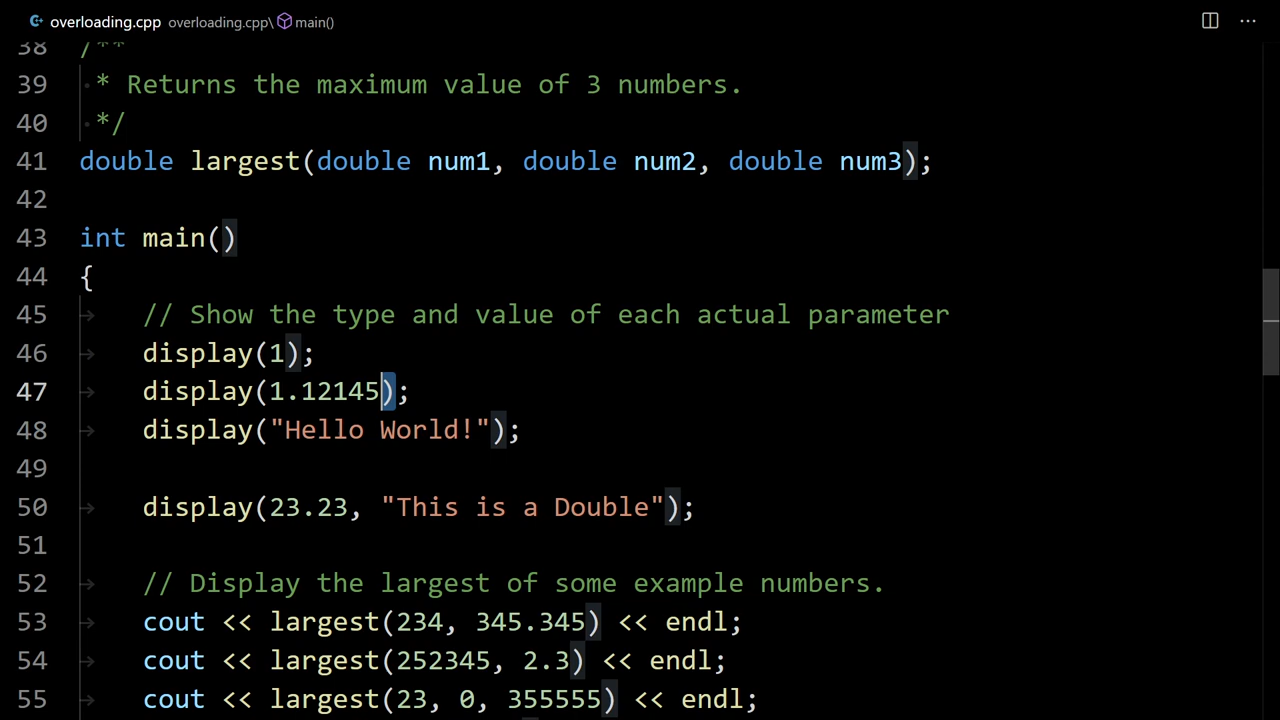 overloading.cpp overloading.cpp\ main() ...
38 /**
39 * Returns the maximum value of 3 numbers.
40 */
41 double largest(double num1, double num2, double num3);
42
43 int main()
44 {
45 // Show the type and value of each actual parameter
46 display(1);
47 display(1.12145);
48 display("Hello World!");
49
50 display(23.23, "This is a Double");
51
52 // Display the largest of some example numbers.
53 cout << largest(234, 345.345) << endl;
54 cout << largest(252345, 2.3) << endl;
55 cout << largest(23, 0, 355555) << endl;